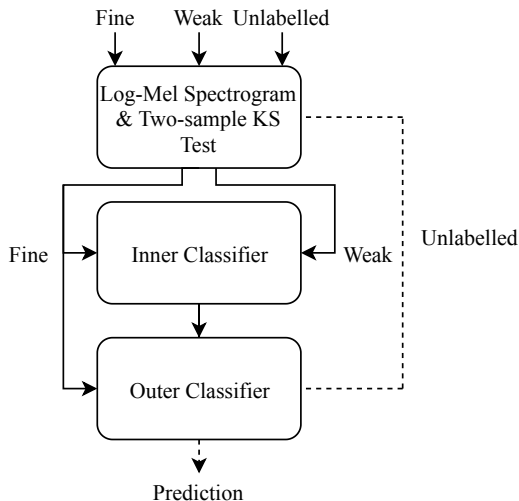 Fine Weak Unlabelled
Log-Mel Spectrogram
& Two-sample KS
Test
Unlabelled
Fine
Inner Classifier
Weak
Outer Classifier
Prediction